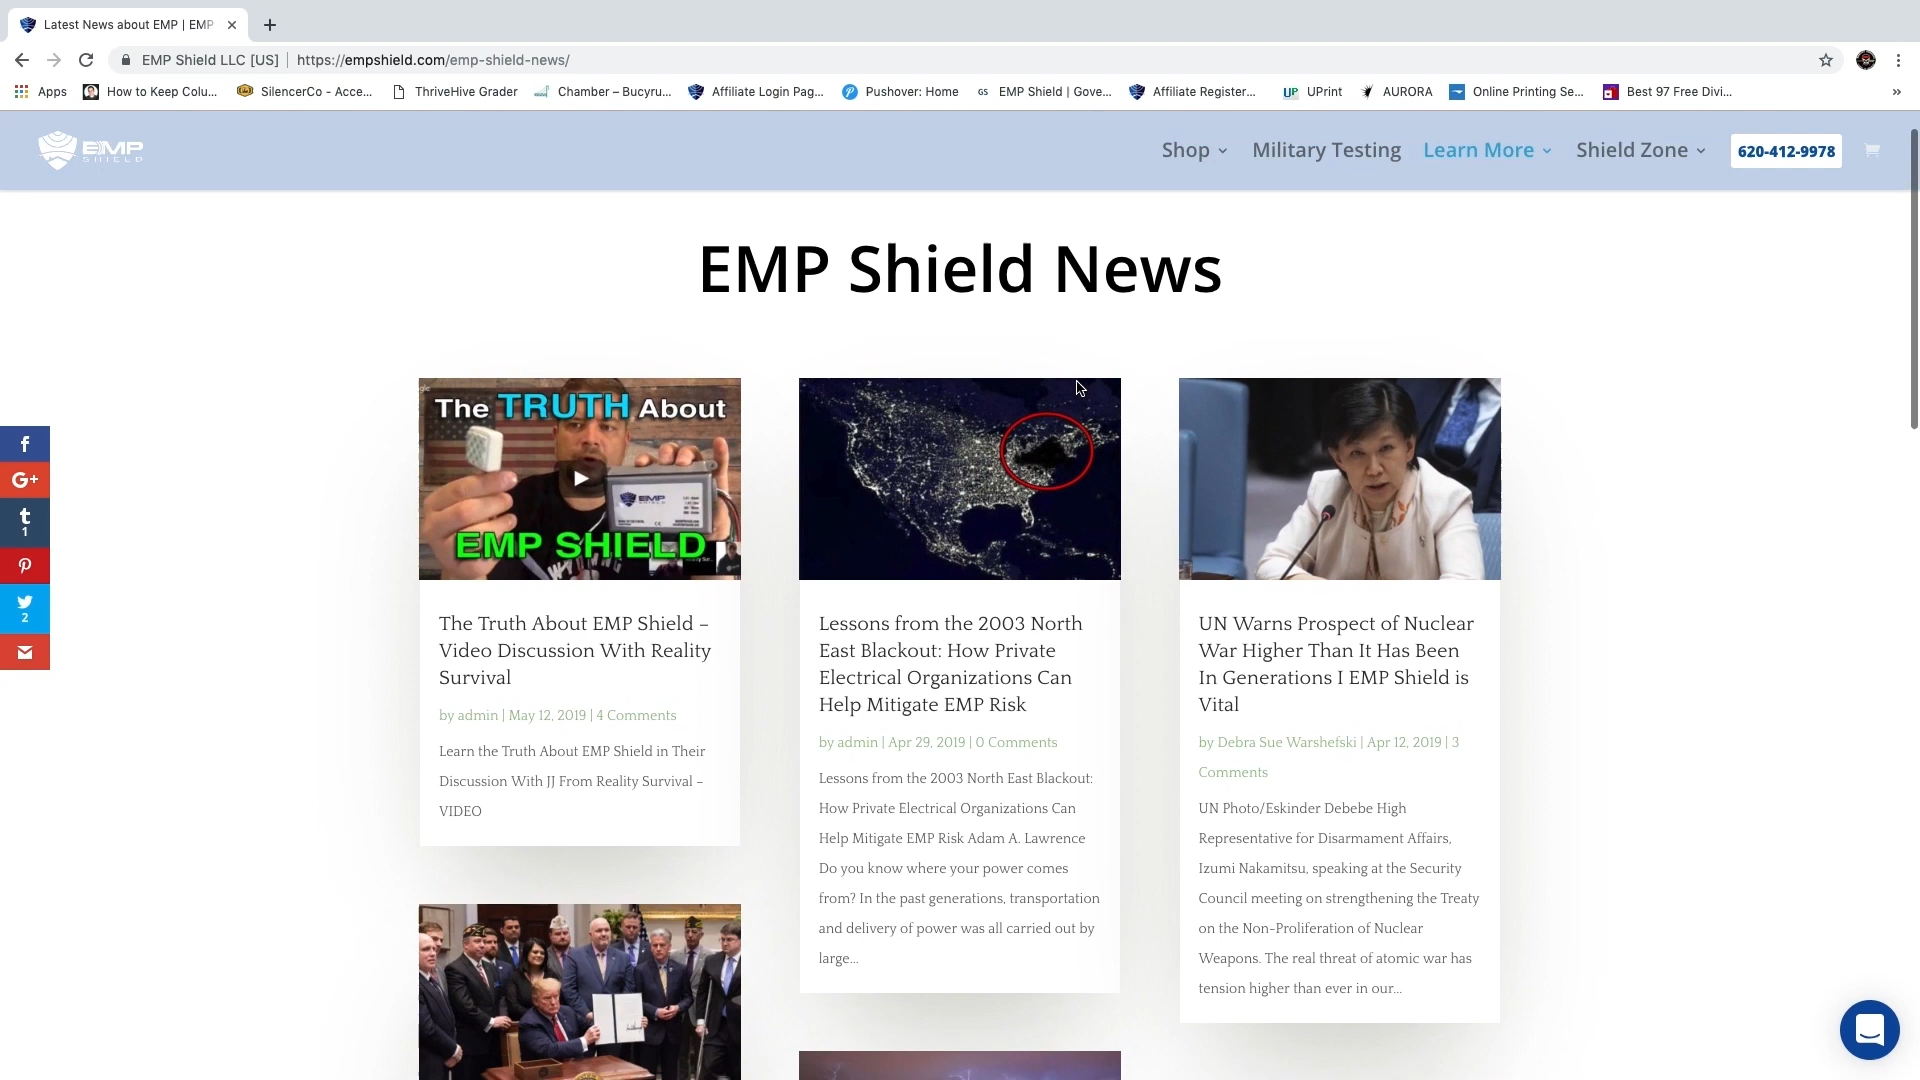 Latest News about EMP | EMP
EMP Shield LLC [US] | https://empshield.com/emp-shield-news/
Apps
How to Keep Colu...
SilencerCo - Acce...
ThriveHive Grader
Chamber – Bucyru...
Affiliate Login Pag...
Pushover: Home
GS EMP Shield | Gove...
Affiliate Register...
UP UPrint
AURORA
Online Printing Se...
Best 97 Free Divi...
»
EMP SHIELD
Shop
Military Testing
Learn More
Shield Zone
620-412-9978
EMP Shield News
The TRUTH About
EMP SHIELD
EMP SHIELD
The Truth About EMP Shield –
Video Discussion With Reality
Survival
by admin | May 12, 2019 | 4 Comments
Learn the Truth About EMP Shield in Their
Discussion With JJ From Reality Survival –
VIDEO
Lessons from the 2003 North
East Blackout: How Private
Electrical Organizations Can
Help Mitigate EMP Risk
by admin | Apr 29, 2019 | 0 Comments
Lessons from the 2003 North East Blackout:
How Private Electrical Organizations Can
Help Mitigate EMP Risk Adam A. Lawrence
Do you know where your power comes
from? In the past generations, transportation
and delivery of power was all carried out by
large...
UN Warns Prospect of Nuclear
War Higher Than It Has Been
In Generations I EMP Shield is
Vital
by Debra Sue Warshefski | Apr 12, 2019 | 3
Comments
UN Photo/Eskinder Debebe High
Representative for Disarmament Affairs,
Izumi Nakamitsu, speaking at the Security
Council meeting on strengthening the Treaty
on the Non-Proliferation of Nuclear
Weapons. The real threat of atomic war has
tension higher than ever in our...
f
G+
t
1
2